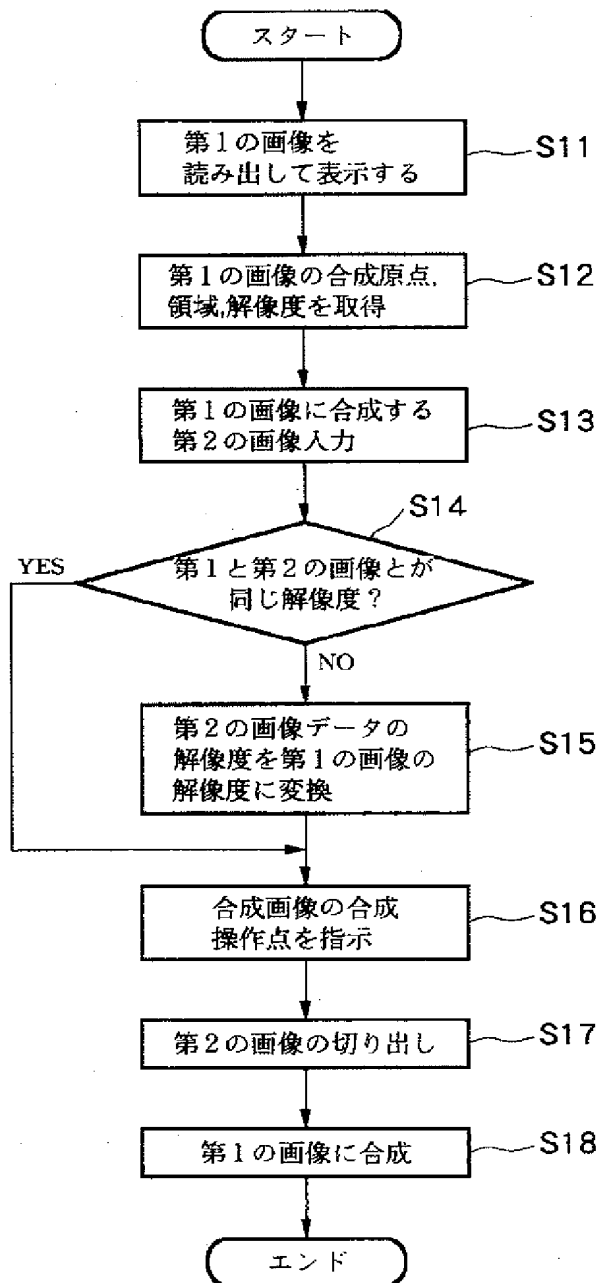 スタート
第1の画像を
読み出して表示する
S11
第1の画像の合成原点,
領域,解像度を取得
S12
第1の画像に合成する
第2の画像入力
S13
S14
YES
第1と第2の画像とが
同じ解像度？
NO
第2の画像データの
解像度を第1の画像の
解像度に変換
S15
合成画像の合成
操作点を指示
S16
第2の画像の切り出し
S17
第1の画像に合成
S18
エンド